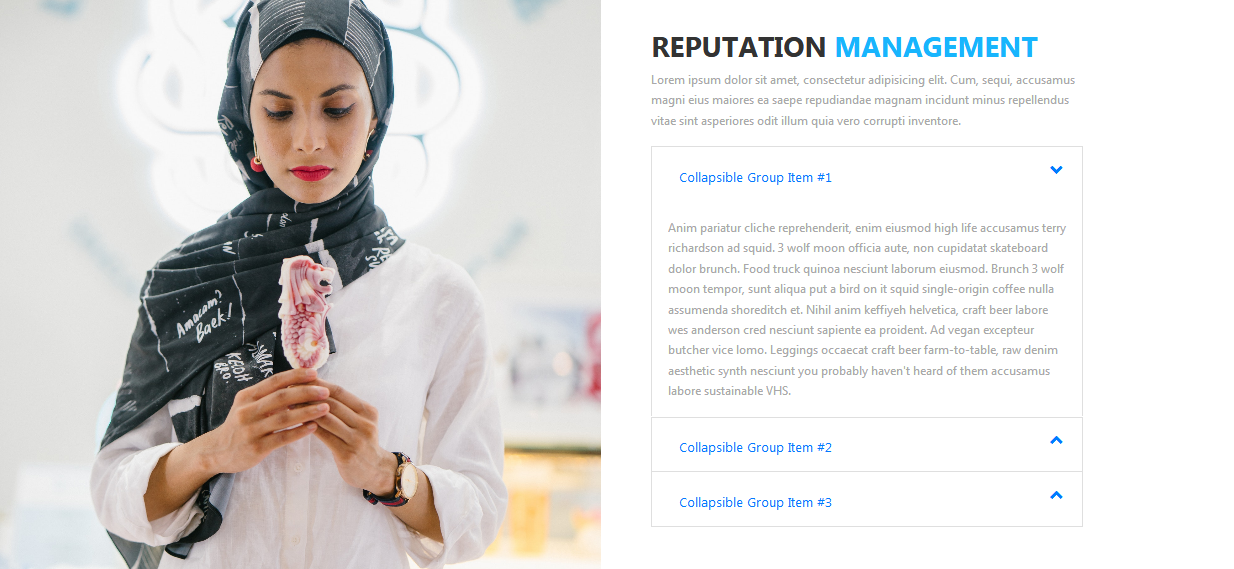 REPUTATION MANAGEMENT
Lorem ipsum dolor sit amet, consectetur adipisicing elit. Cum, sequi, accusamus
magni eius maiores ea saepe repudiandae magnam incidunt minus repellendus
vitae sint asperiores odit illum quia vero corrupti inventore.
Collapsible Group Item #1
Anim pariatur cliche reprehenderit, enim eiusmod high life accusamus terry
richardson ad squid. 3 wolf moon officia aute, non cupidatat skateboard
dolor brunch. Food truck quinoa nesciunt laborum eiusmod. Brunch 3 wolf
moon tempor, sunt aliqua put a bird on it squid single-origin coffee nulla
assumenda shoreditch et. Nihil anim keffiyeh helvetica, craft beer labore
wes anderson cred nesciunt sapiente ea proident. Ad vegan excepteur
butcher vice lomo. Leggings occaecat craft beer farm-to-table, raw denim
aesthetic synth nesciunt you probably haven't heard of them accusamus
labore sustainable VHS.
Collapsible Group Item #2
Collapsible Group Item #3
Amacam?
Baek!